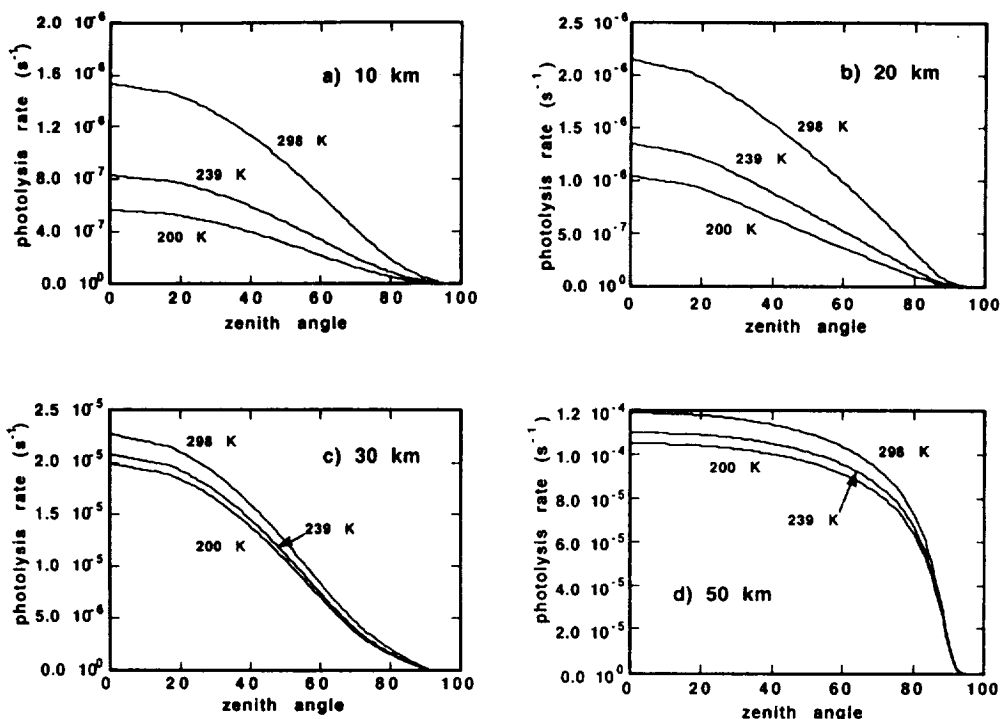 photolysis rate (s⁻¹)
2.0 10⁻⁶
1.6 10⁻⁶
1.2 10⁻⁶
8.0 10⁻⁷
4.0 10⁻⁷
0.0 10⁰
a) 10 km
298 K
239 K
200 K
0 20 40 60 80 100
zenith angle
photolysis rate (s⁻¹)
2.5 10⁻⁶
2.0 10⁻⁶
1.5 10⁻⁶
1.0 10⁻⁶
5.0 10⁻⁷
0.0 10⁰
b) 20 km
298 K
239 K
200 K
0 20 40 60 80 100
zenith angle
photolysis rate (s⁻¹)
2.5 10⁻⁵
2.0 10⁻⁵
1.5 10⁻⁵
1.0 10⁻⁵
5.0 10⁻⁶
0.0 10⁰
298 K
c) 30 km
239 K
200 K
0 20 40 60 80 100
zenith angle
photolysis rate (s⁻¹)
1.2 10⁻⁴
1.0 10⁻⁴
8.0 10⁻⁵
6.0 10⁻⁵
4.0 10⁻⁵
2.0 10⁻⁵
0.0 10⁰
298 K
200 K
239 K
d) 50 km
0 20 40 60 80 100
zenith angle